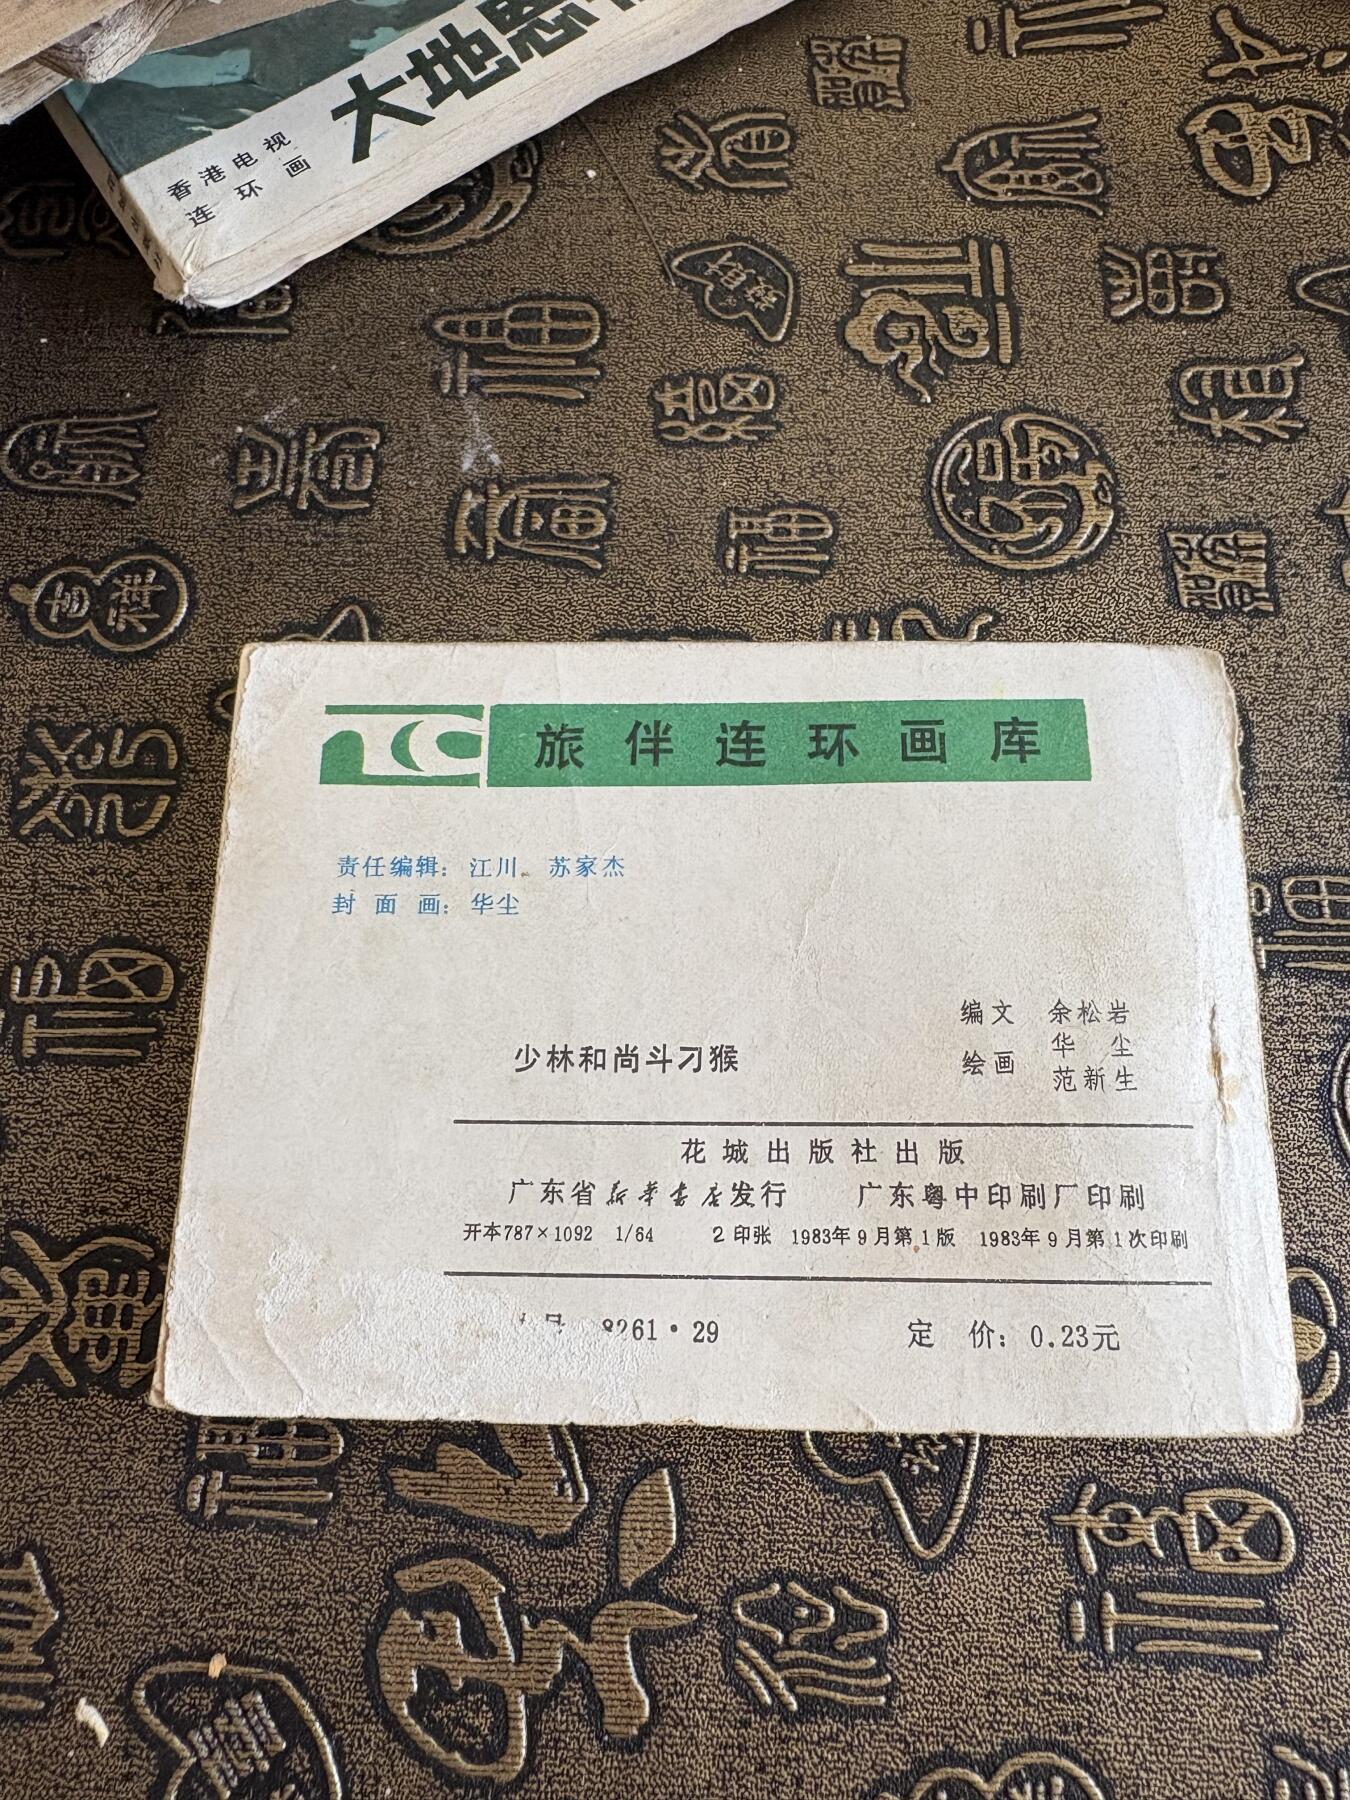 大地恩
香港电视
连环画
旅伴连环画库
责任编辑：江川、苏家杰
封面画：华尘
编文 余松岩
少林和尚斗刁猴
绘画 华尘
范新生
花城出版社出版
广东省新华书店发行 广东粤中印刷厂印刷
开本787×1092 1/64 2印张 1983年9月第1版 1983年9月第1次印刷
号 8261·29 定价：0.23元